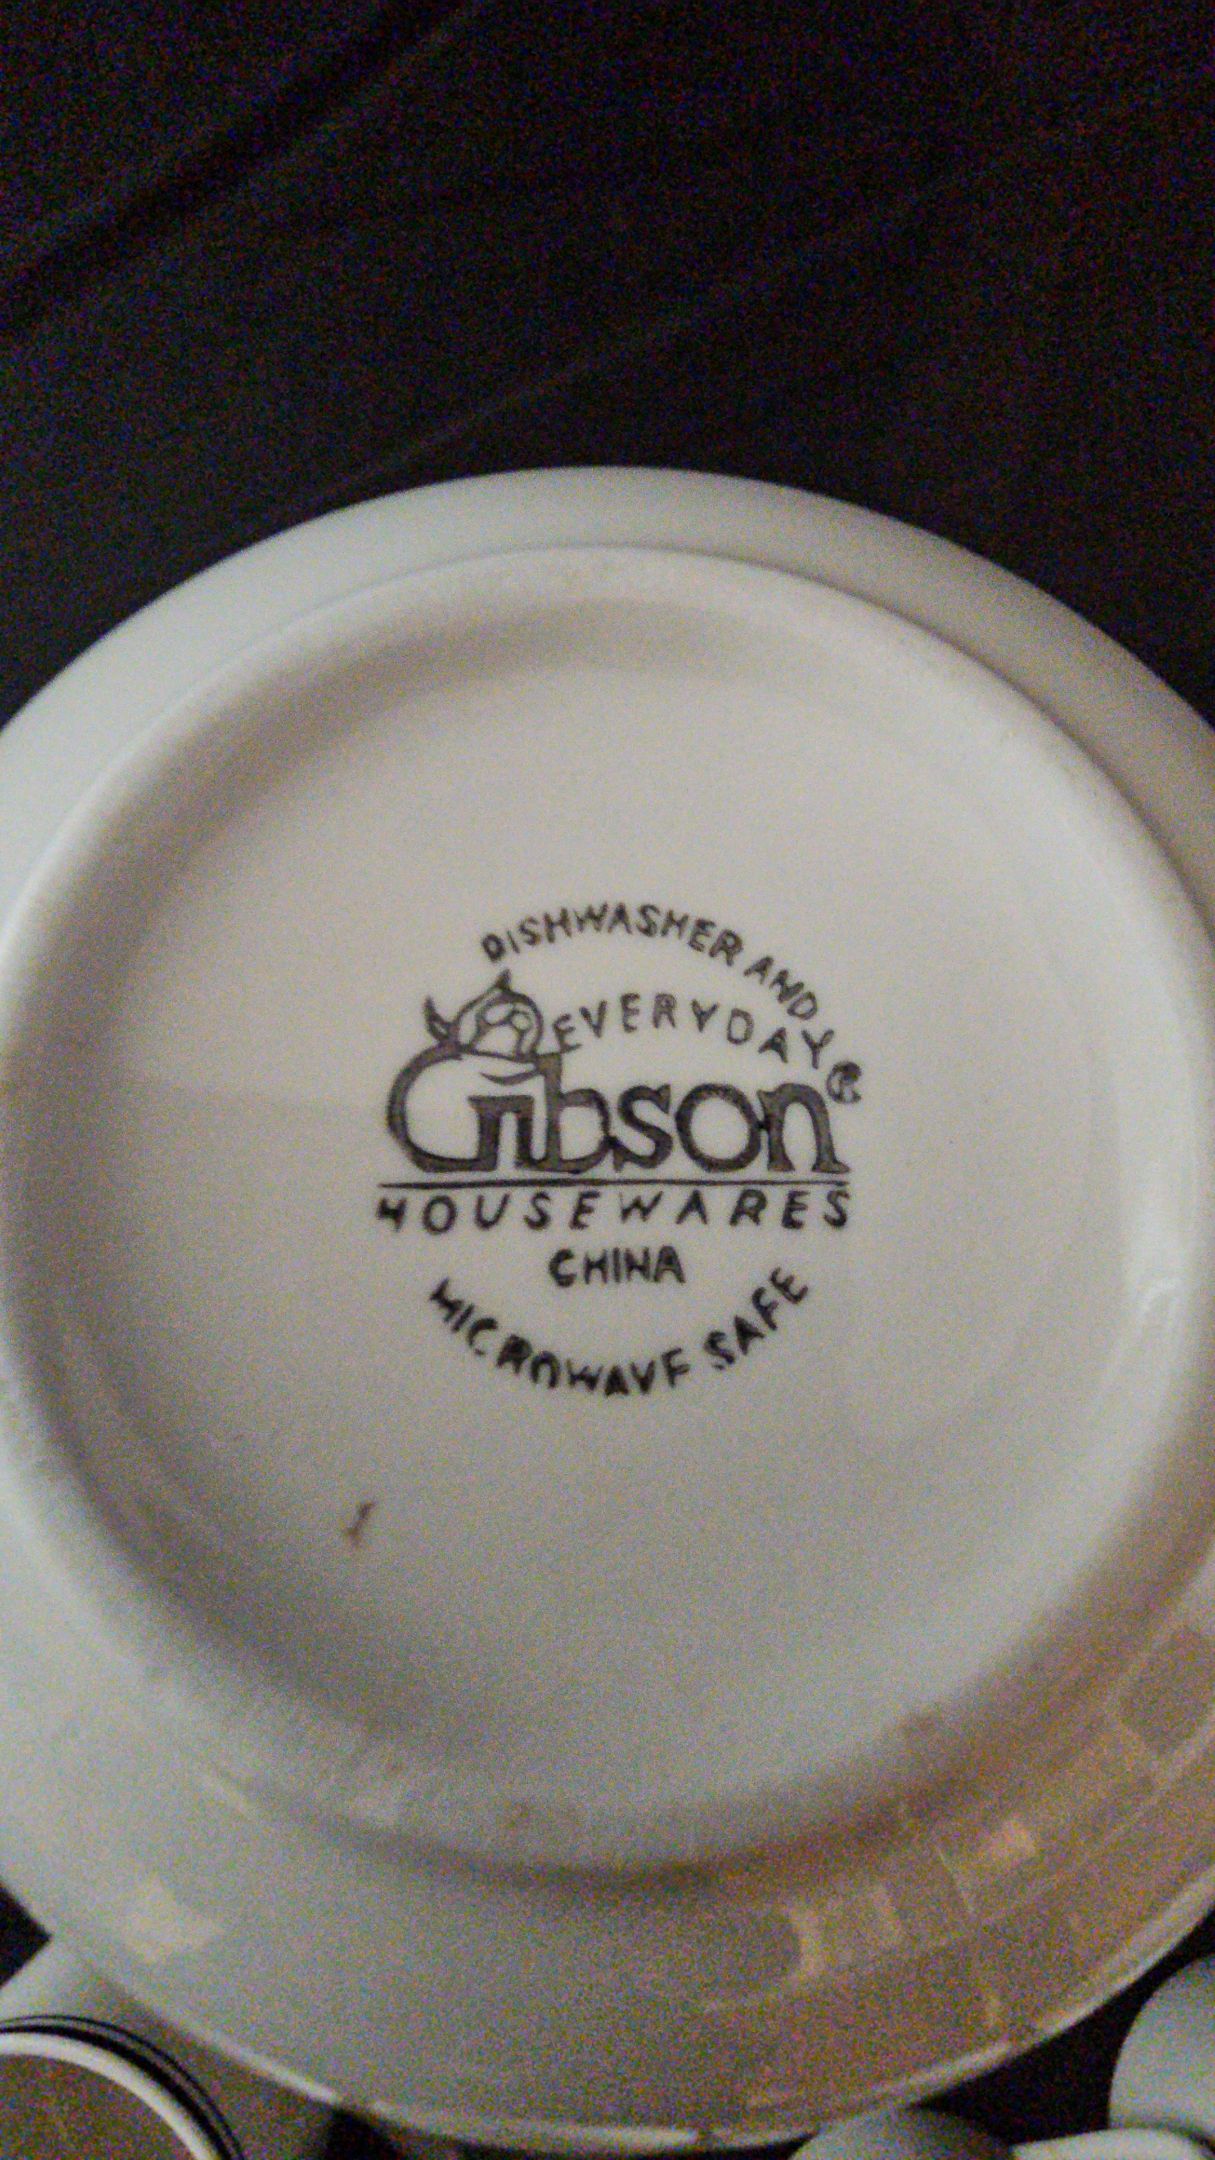 DISHWASHER AND
EVERYDAY®
Gibson
HOUSEWARES
CHINA
MICROWAVE SAFE